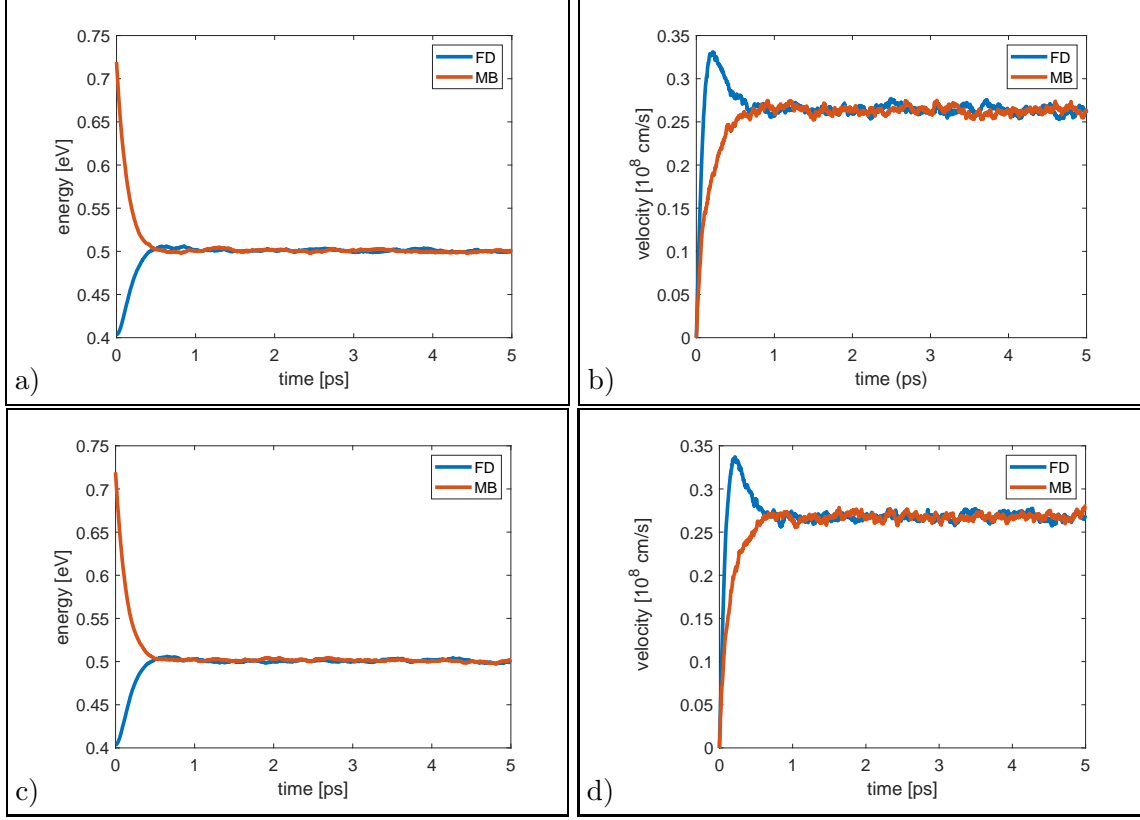 0.75
0.7
0.65
0.6
0.55
0.5
0.45
0.4
energy [eV]
0 1 2 3 4 5
time [ps]
FD
MB
a)
0.35
0.3
0.25
0.2
0.15
0.1
0.05
0
velocity [10^8 cm/s]
0 1 2 3 4 5
time (ps)
FD
MB
b)
0.75
0.7
0.65
0.6
0.55
0.5
0.45
0.4
energy [eV]
0 1 2 3 4 5
time [ps]
FD
MB
c)
0.35
0.3
0.25
0.2
0.15
0.1
0.05
0
velocity [10^8 cm/s]
0 1 2 3 4 5
time [ps]
FD
MB
d)